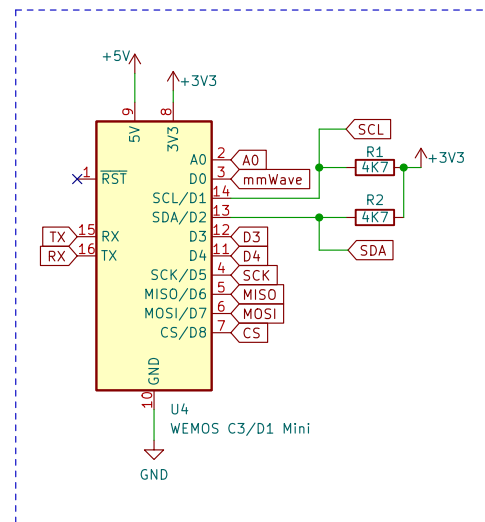 +5V
+3V3
9
8
5V
3V3
SCL
R1
4K7
+3V3
R2
4K7
SDA
1
RST
A0
2
A0
D0
3
mmWave
SCL/D1
14
SDA/D2
13
TX
15
RX
D3
12
D3
RX
16
TX
D4
11
D4
SCK/D5
4
SCK
MISO/D6
5
MISO
MOSI/D7
6
MOSI
CS/D8
7
CS
GND
10
U4
WEMOS C3/D1 Mini
GND